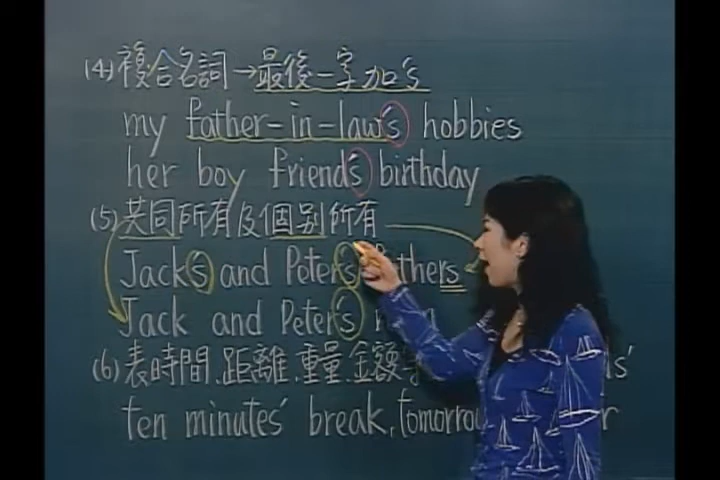 (4) 複合名詞→最後一字加's
my father-in-law's hobbies
her boy friend's birthday
(5) 共同所有及個別所有
Jack's and Peter's fathers
Jack and Peter's
(6) 表時間、距離、重量、金額
ten minutes' break,